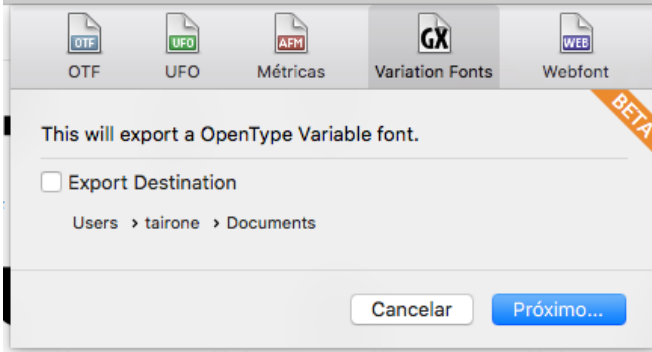 OTF UFO AFM GX WEB
OTF UFO Métricas Variation Fonts Webfont
BETA
This will export a OpenType Variable font.
Export Destination
Users › tairone › Documents
Cancelar Próximo...